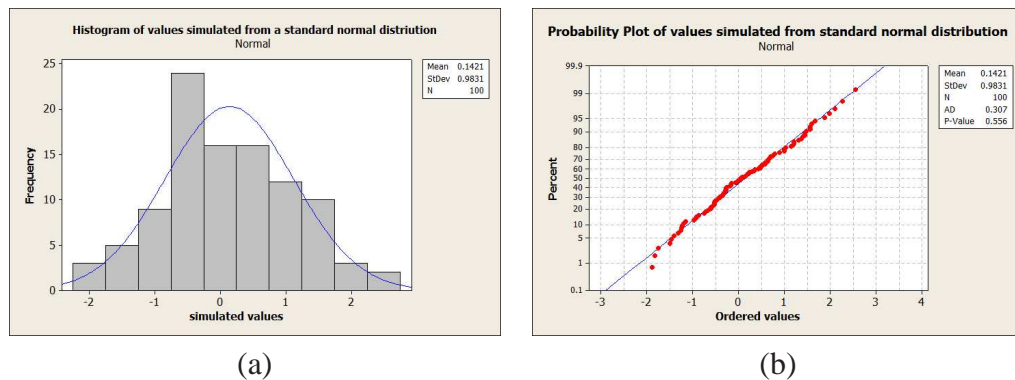 Histogram of values simulated from a standard normal distriution
Normal
Mean 0.1421
StDev 0.9831
N 100
25
20
15
10
5
0
Frequency
-2 -1 0 1 2
simulated values
(a)
Probability Plot of values simulated from standard normal distribution
Normal
Mean 0.1421
StDev 0.9831
N 100
AD 0.307
P-Value 0.556
99.9
99
95
90
80
70
60
50
40
30
20
10
5
1
0.1
Percent
-3 -2 -1 0 1 2 3 4
Ordered values
(b)